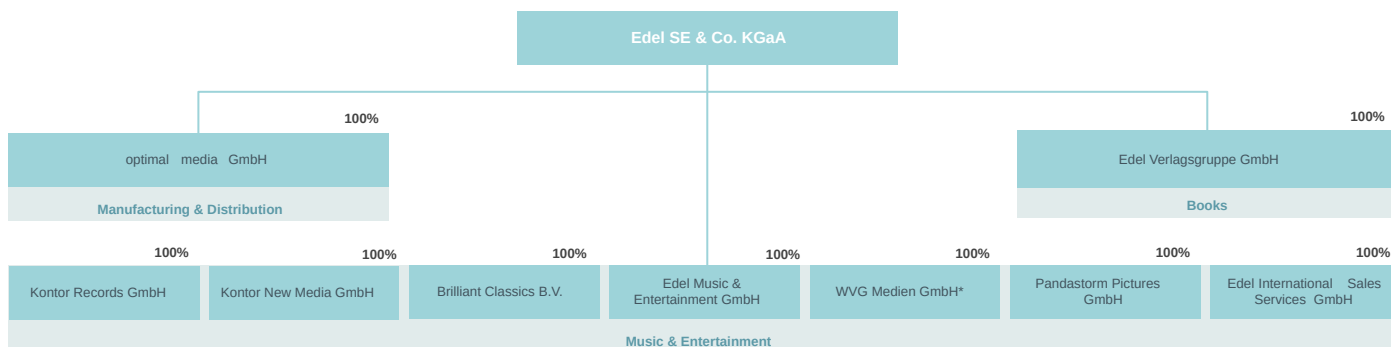 Edel SE & Co. KGaA
100%
optimal media GmbH
Manufacturing & Distribution
100%
Edel Verlagsgruppe GmbH
Books
100%
Kontor Records GmbH
100%
Kontor New Media GmbH
100%
Brilliant Classics B.V.
100%
Edel Music &
Entertainment GmbH
100%
WVG Medien GmbH*
100%
Pandastorm Pictures
GmbH
100%
Edel International Sales
Services GmbH
Music & Entertainment